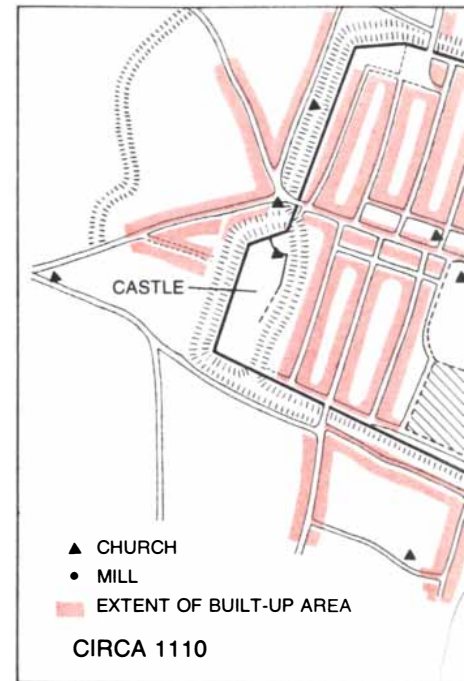 CASTLE
CHURCH
MILL
EXTENT OF BUILT-UP AREA
CIRCA 1110